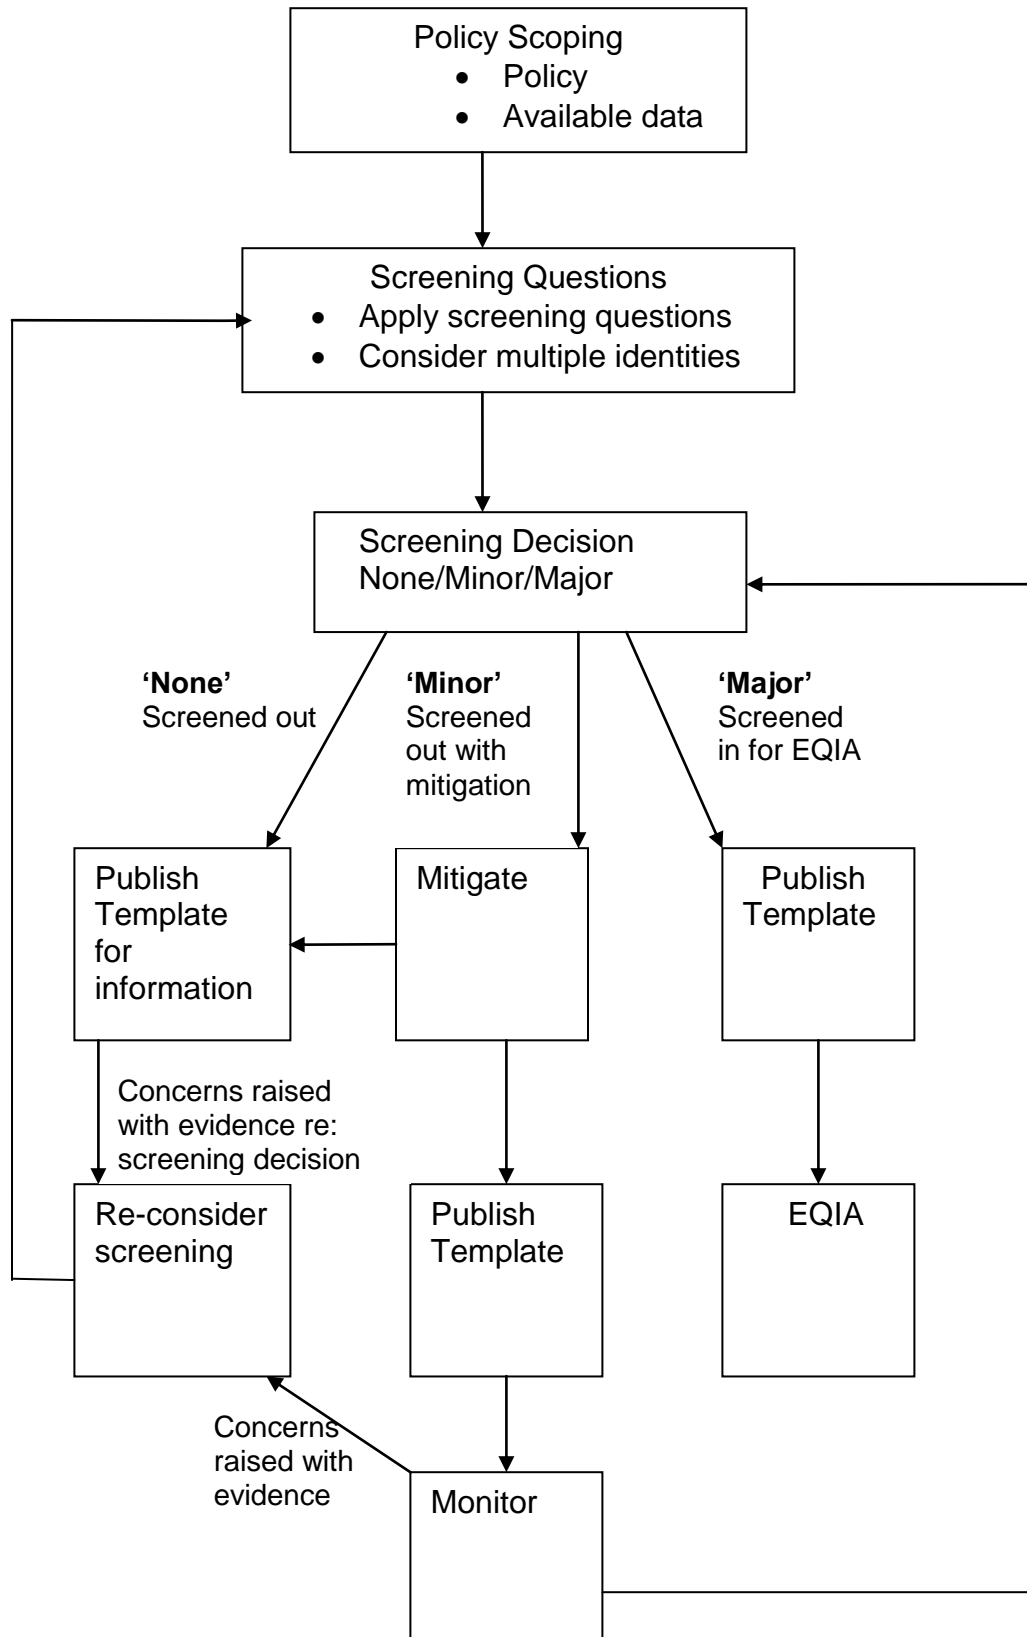 Policy Scoping
• Policy
• Available data
Screening Questions
• Apply screening questions
• Consider multiple identities
Screening Decision
None/Minor/Major
‘None’
Screened out
‘Minor’
Screened
out with
mitigation
‘Major’
Screened
in for EQIA
Publish
Template
for
information
Mitigate
Publish
Template
Concerns raised
with evidence re:
screening decision
Re-consider
screening
Publish
Template
EQIA
Concerns
raised with
evidence
Monitor